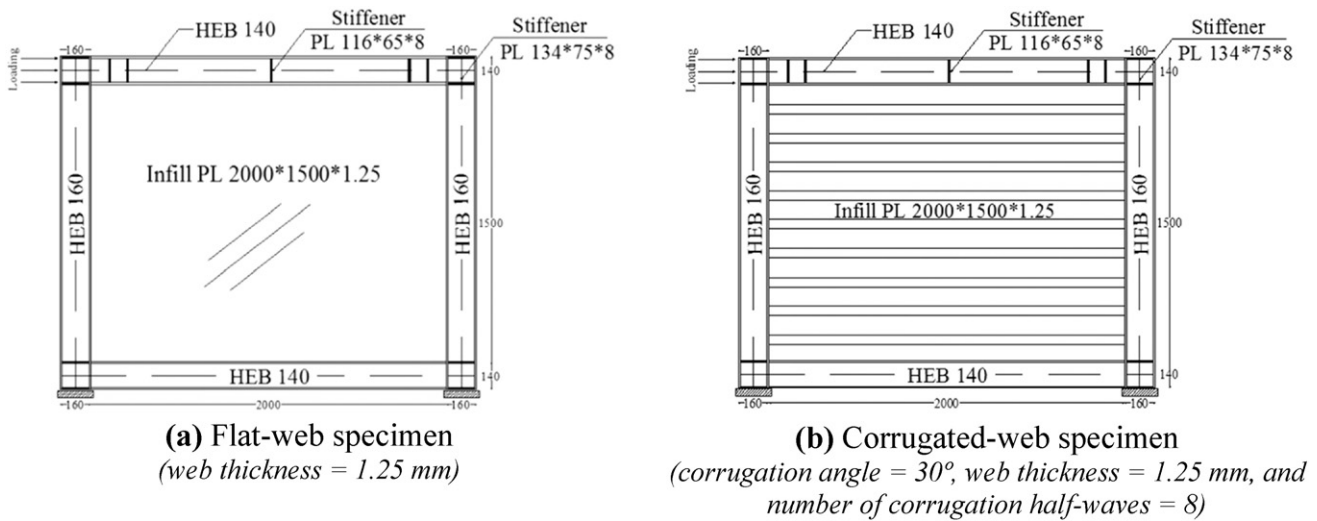 HEB 140
Stiffener
PL 116*65*8
Stiffener
PL 134*75*8
Loading
160
160
140
Infill PL 2000*1500*1.25
HEB 160
HEB 160
1500
HEB 140
140
160
2000
160
(a) Flat-web specimen
(web thickness = 1.25 mm)
HEB 140
Stiffener
PL 116*65*8
Stiffener
PL 134*75*8
Loading
160
160
140
Infill PL 2000*1500*1.25
HEB 160
HEB 160
1500
HEB 140
140
160
2000
160
(b) Corrugated-web specimen
(corrugation angle = 30º, web thickness = 1.25 mm, and
number of corrugation half-waves = 8)